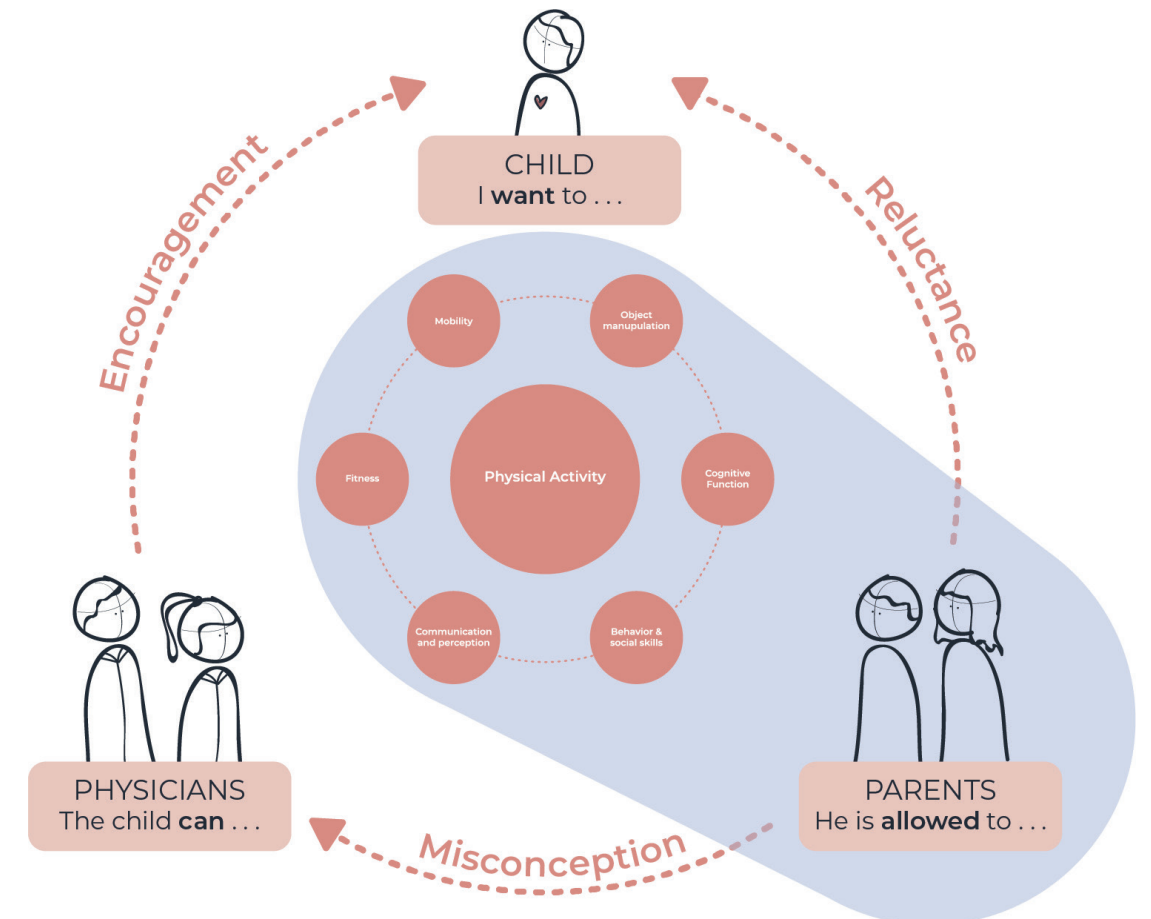 CHILD
I want to . . .
Encouragement
Reluctance
Mobility
Object
manupulation
Fitness
Physical Activity
Cognitive
Function
Communication
and perception
Behavior &
social skills
PHYSICIANS
The child can . . .
PARENTS
He is allowed to . . .
Misconception